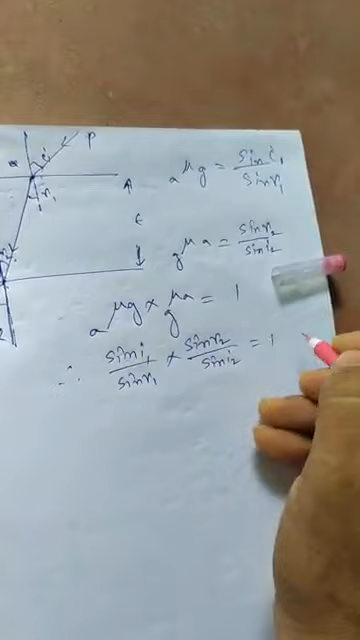 P
i₁
r₁
t
ₐμg = sin i₁ / sin r₁
gμₐ = sin r₂ / sin i₂
ₐμg × gμₐ = 1
∴ sin i₁ / sin r₁ × sin r₂ / sin i₂ = 1